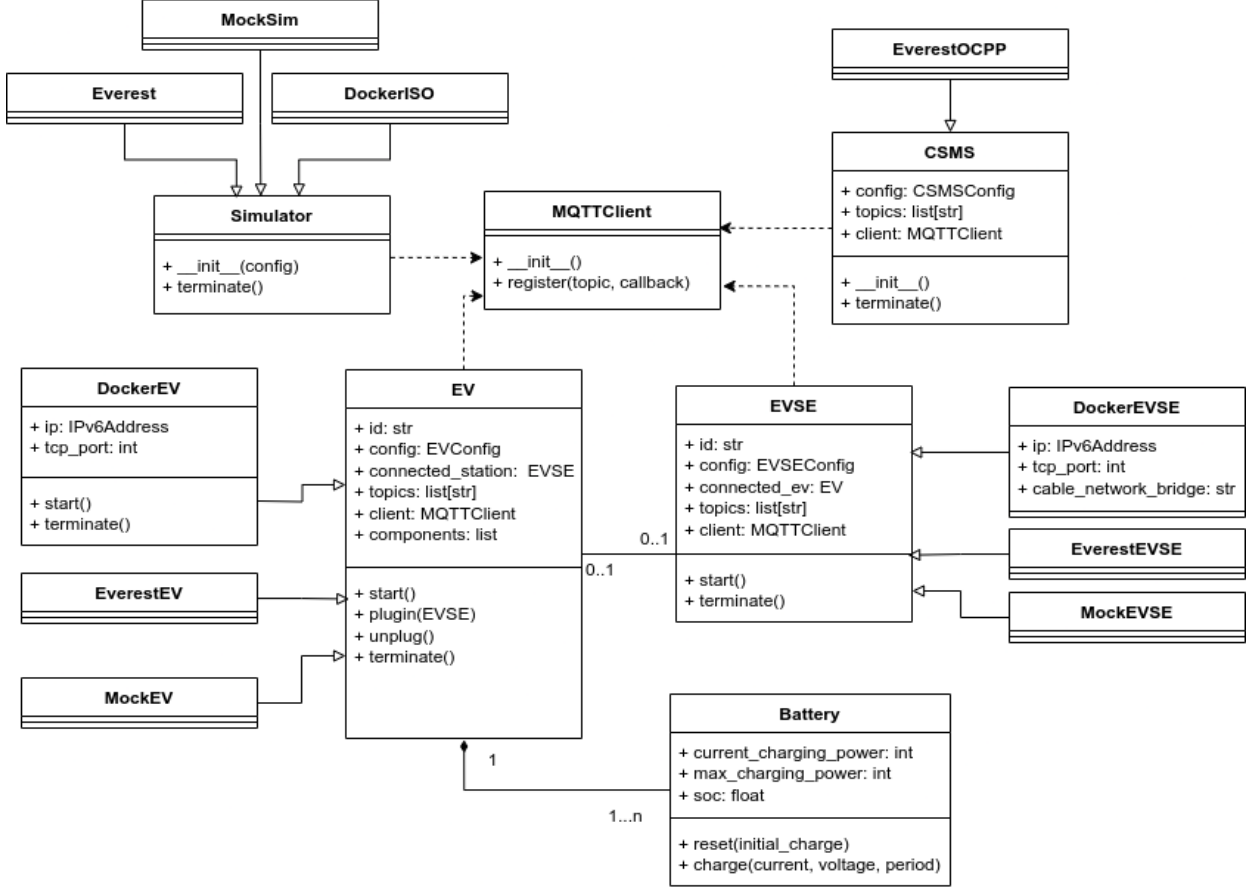 MockSim
EverestOCPP
Everest
DockerISO
CSMS
+ config: CSMSConfig
+ topics: list[str]
+ client: MQTTClient
+ __init__()
+ terminate()
Simulator
+ __init__(config)
+ terminate()
MQTTClient
+ __init__()
+ register(topic, callback)
DockerEV
+ ip: IPv6Address
+ tcp_port: int
+ start()
+ terminate()
EV
+ id: str
+ config: EVConfig
+ connected_station: EVSE
+ topics: list[str]
+ client: MQTTClient
+ components: list
+ start()
+ plugin(EVSE)
+ unplug()
+ terminate()
0..1
0..1
EVSE
+ id: str
+ config: EVSEConfig
+ connected_ev: EV
+ topics: list[str]
+ client: MQTTClient
+ start()
+ terminate()
DockerEVSE
+ ip: IPv6Address
+ tcp_port: int
+ cable_network_bridge: str
EverestEVSE
MockEVSE
EverestEV
MockEV
1
1...n
Battery
+ current_charging_power: int
+ max_charging_power: int
+ soc: float
+ reset(initial_charge)
+ charge(current, voltage, period)